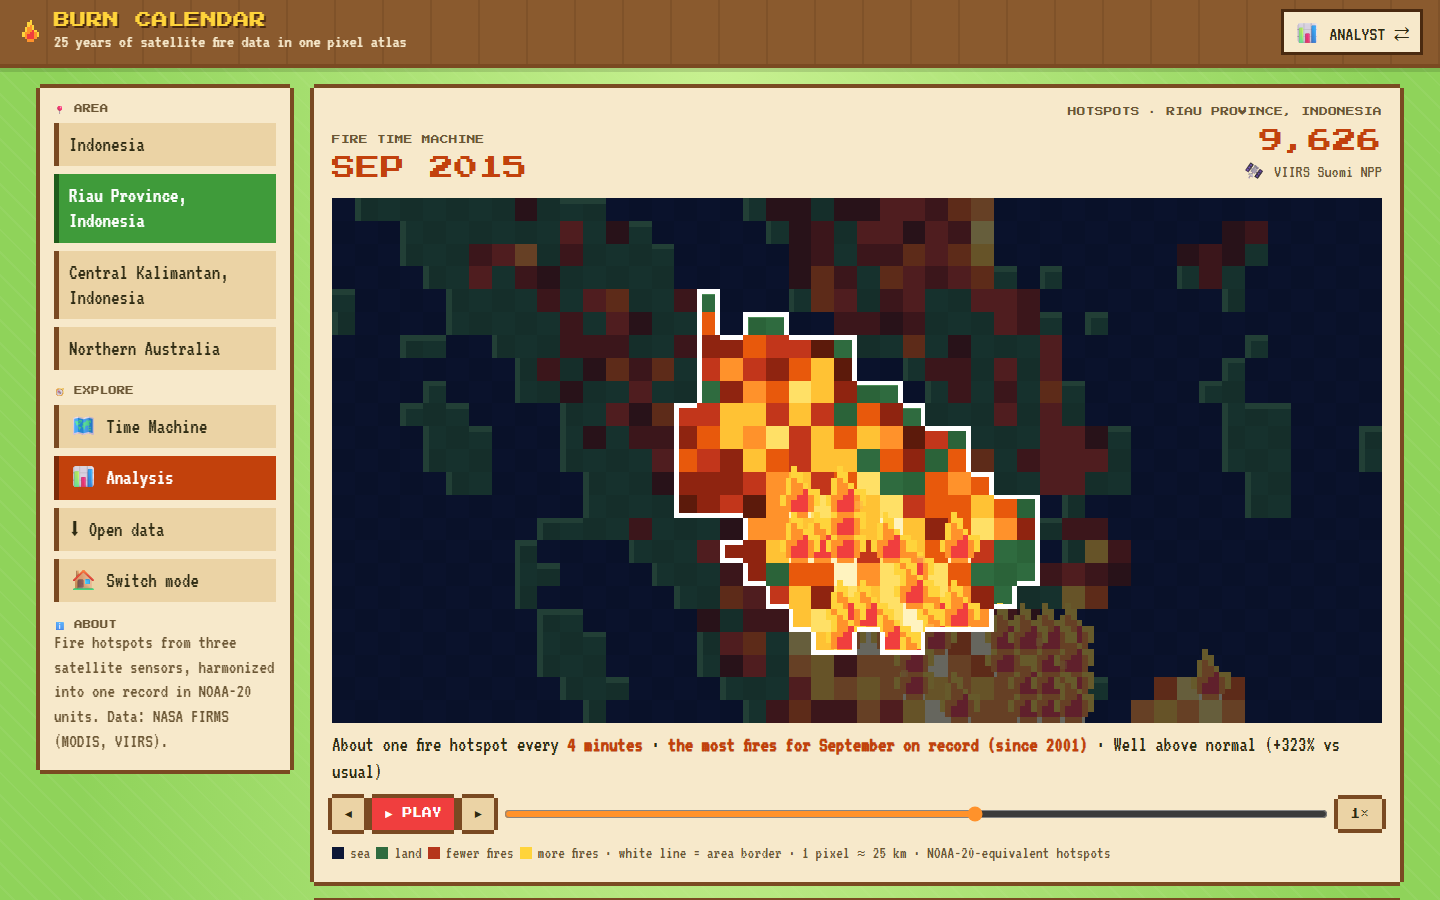 BURN CALENDAR
25 years of satellite fire data in one pixel atlas
ANALYST ⇄
AREA
Indonesia
Riau Province,
Indonesia
Central Kalimantan,
Indonesia
Northern Australia
EXPLORE
Time Machine
Analysis
Open data
Switch mode
ABOUT
Fire hotspots from three
satellite sensors, harmonized
into one record in NOAA-20
units. Data: NASA FIRMS
(MODIS, VIIRS).
HOTSPOTS · RIAU PROVINCE, INDONESIA
FIRE TIME MACHINE
9,626
SEP 2015
VIIRS Suomi NPP
About one fire hotspot every 4 minutes · the most fires for September on record (since 2001) · Well above normal (+323% vs
usual)
◀ ▶ PLAY ▶ 1×
sea land fewer fires more fires · white line = area border · 1 pixel ≈ 25 km · NOAA-20-equivalent hotspots